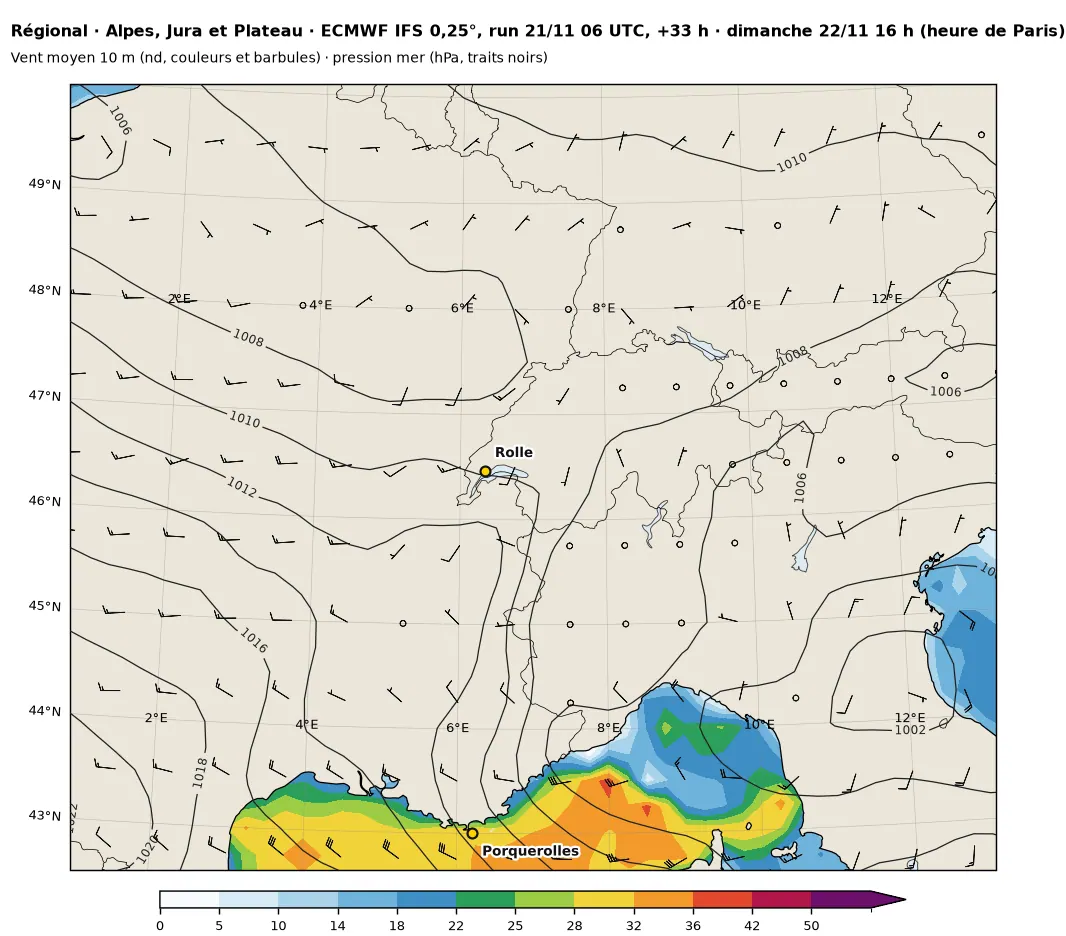 Régional · Alpes, Jura et Plateau · ECMWF IFS 0,25°, run 21/11 06 UTC, +33 h · dimanche 22/11 16 h (heure de Paris)
Vent moyen 10 m (nd, couleurs et barbules) · pression mer (hPa, traits noirs)
1006
1010
49°N
48°N
2°E
4°E
6°E
8°E
10°E
12°E
1008
1008
47°N
1006
1010
Rolle
1012
1006
46°N
45°N
1016
44°N
2°E
4°E
6°E
8°E
10°E
12°E
1002
1018
43°N
1020
Porquerolles
0
5
10
14
18
22
25
28
32
36
42
50